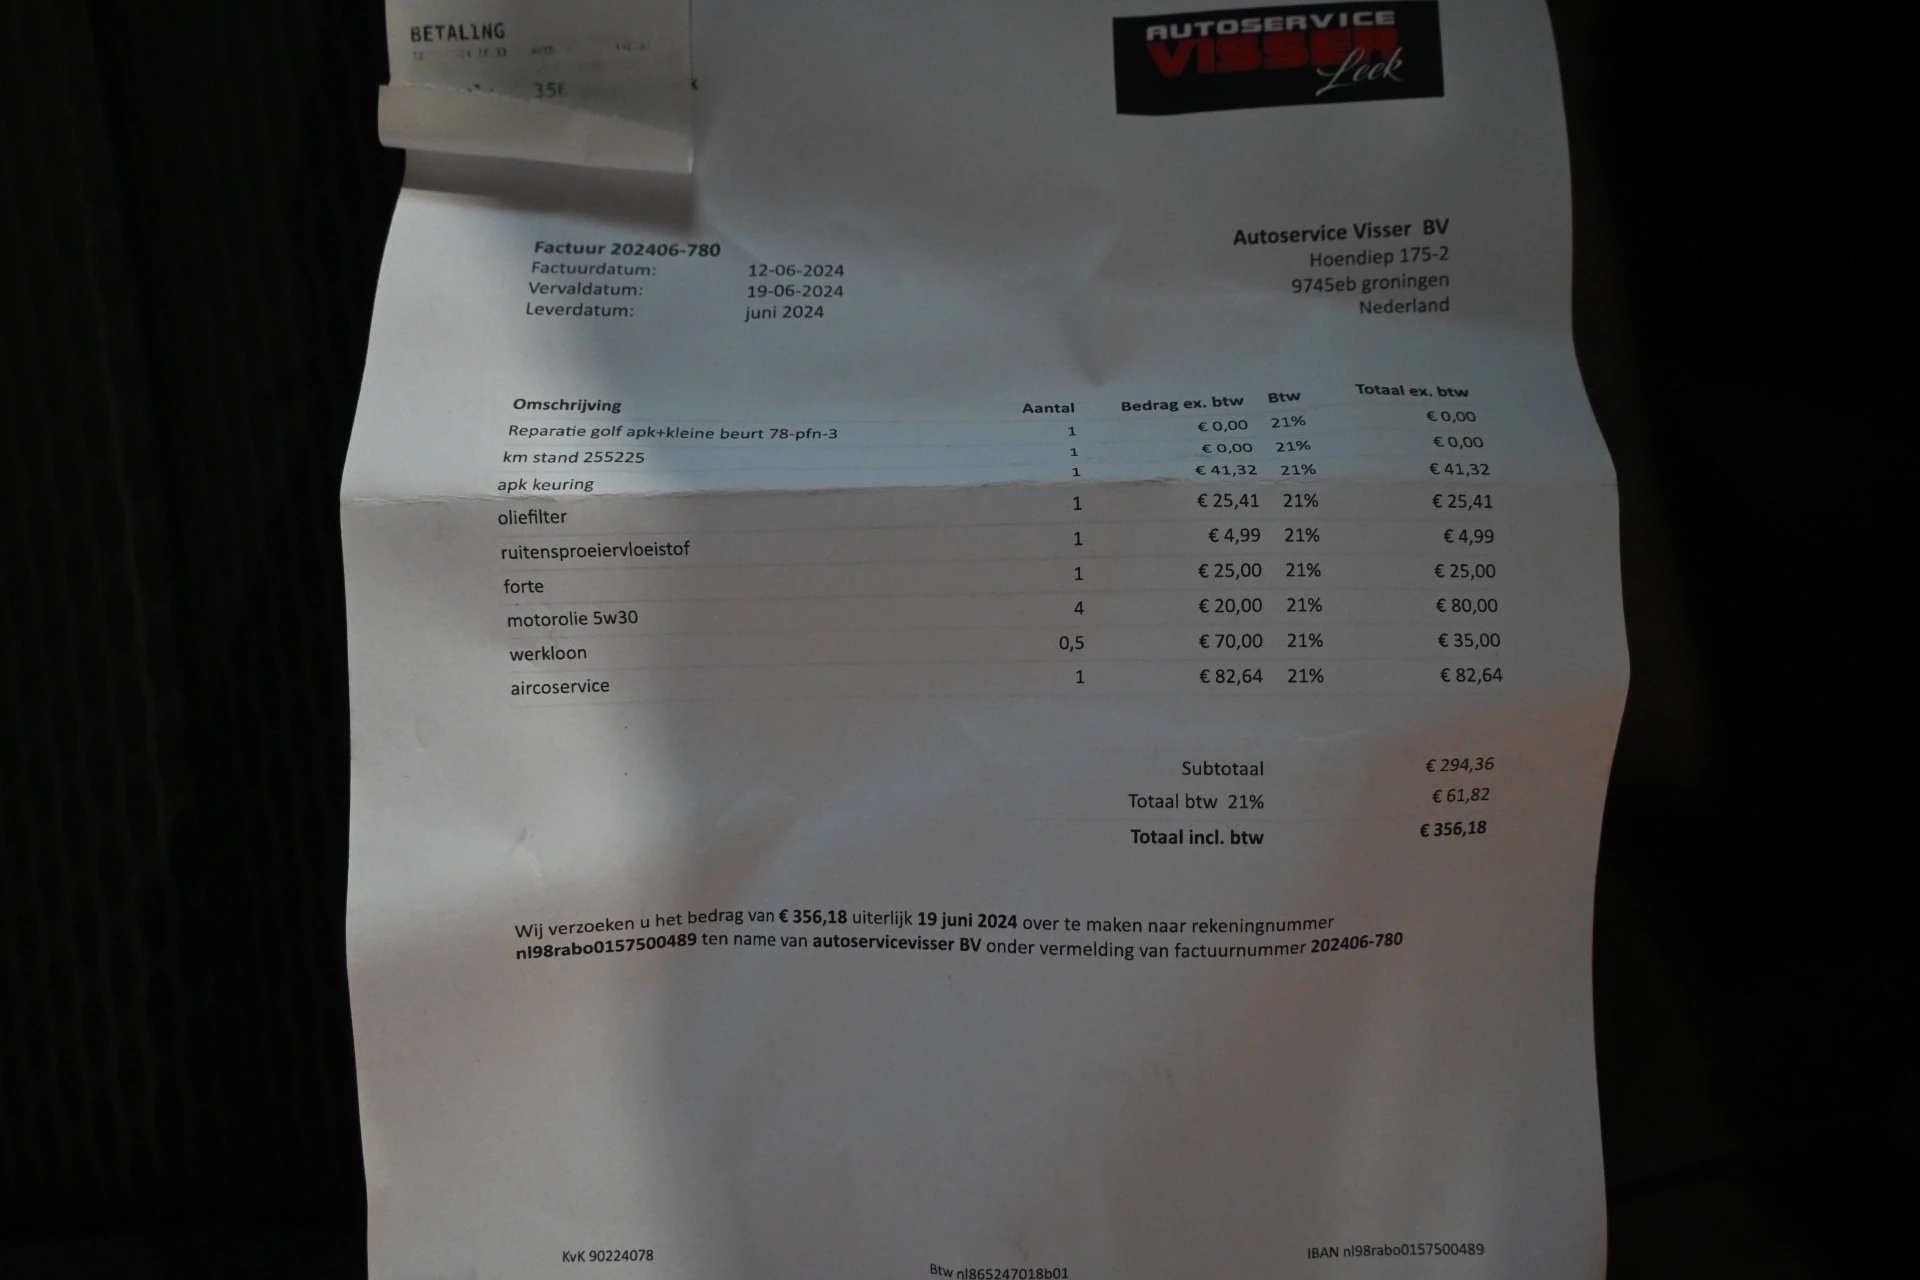 BETALING
356
AUTOSERVICE
VISSER
Leek
Autoservice Visser BV
Hoendiep 175-2
9745eb groningen
Nederland
Factuur 202406-780
Factuurdatum: 12-06-2024
Vervaldatum: 19-06-2024
Leverdatum: juni 2024
Omschrijving Aantal Bedrag ex. btw Btw Totaal ex. btw
Reparatie golf apk+kleine beurt 78-pfn-3 1 € 0,00 21% € 0,00
km stand 255225 1 € 0,00 21% € 0,00
apk keuring 1 € 41,32 21% € 41,32
oliefilter 1 € 25,41 21% € 25,41
ruitensproeiervloeistof 1 € 4,99 21% € 4,99
forte 1 € 25,00 21% € 25,00
motorolie 5w30 4 € 20,00 21% € 80,00
werkloon 0,5 € 70,00 21% € 35,00
aircoservice 1 € 82,64 21% € 82,64
Subtotaal € 294,36
Totaal btw 21% € 61,82
Totaal incl. btw € 356,18
Wij verzoeken u het bedrag van € 356,18 uiterlijk 19 juni 2024 over te maken naar rekeningnummer
nl98rabo0157500489 ten name van autoservicevisser BV onder vermelding van factuurnummer 202406-780
KvK 90224078
Btw nl865247018b01
IBAN nl98rabo0157500489